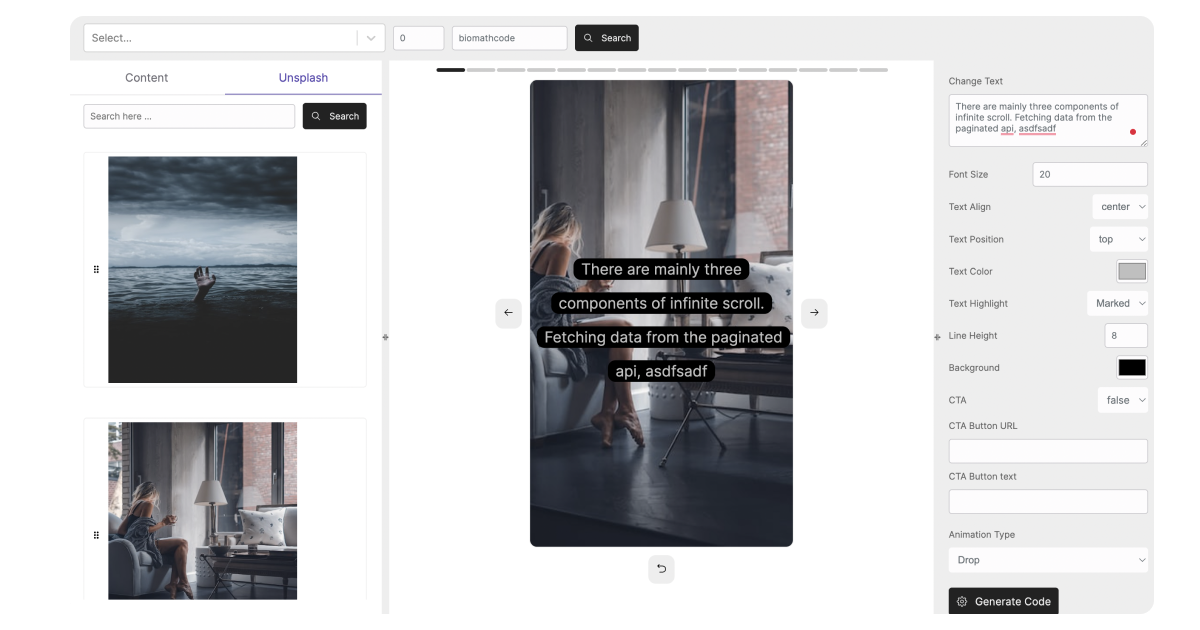 Select...
0
biomathcode
Search
Content
Unsplash
Search here ...
Search
There are mainly three
components of infinite scroll.
Fetching data from the paginated
api, asdfsadf
Change Text
There are mainly three components of
infinite scroll. Fetching data from the
paginated api, asdfsadf
Font Size
20
Text Align
center
Text Position
top
Text Color
Text Highlight
Marked
Line Height
8
Background
CTA
false
CTA Button URL
CTA Button text
Animation Type
Drop
Generate Code